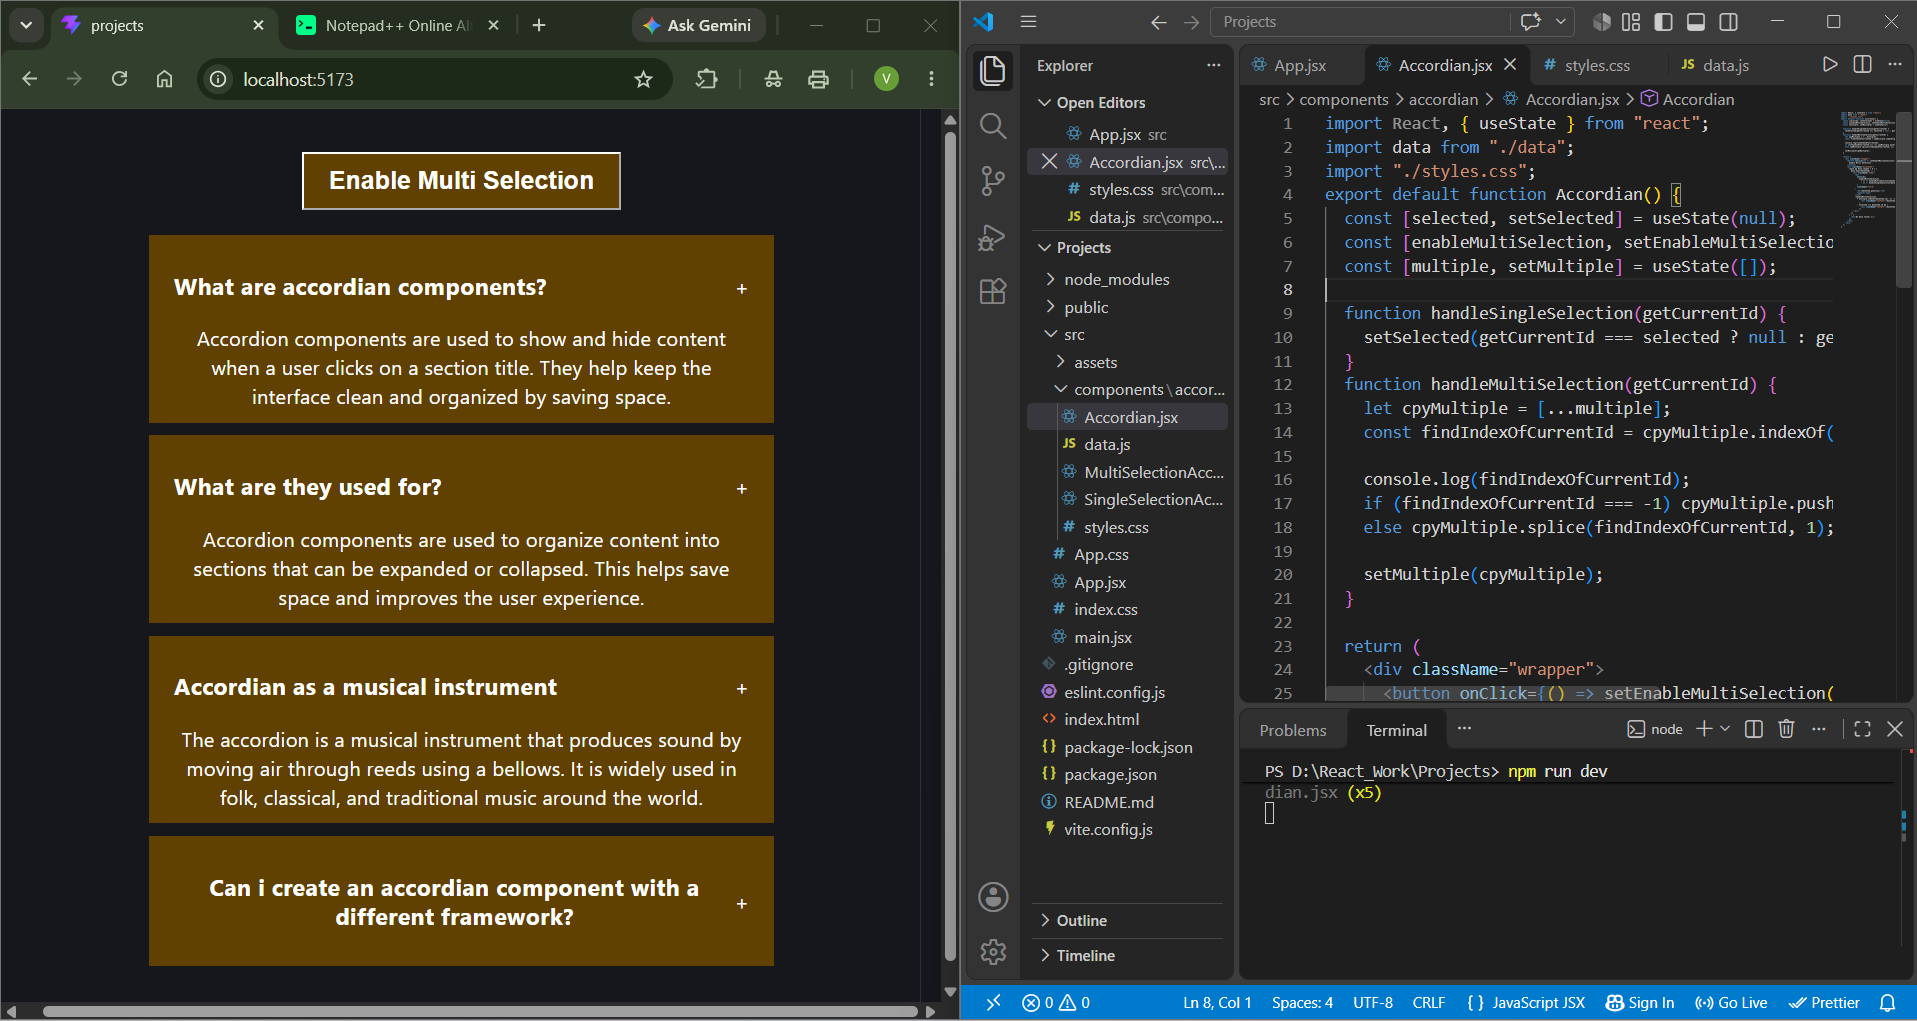 projects
Notepad++ Online Al
Ask Gemini
localhost:5173
V
Enable Multi Selection
What are accordian components?
+
Accordion components are used to show and hide content
when a user clicks on a section title. They help keep the
interface clean and organized by saving space.
What are they used for?
+
Accordion components are used to organize content into
sections that can be expanded or collapsed. This helps save
space and improves the user experience.
Accordian as a musical instrument
+
The accordion is a musical instrument that produces sound by
moving air through reeds using a bellows. It is widely used in
folk, classical, and traditional music around the world.
Can i create an accordian component with a
different framework?
+
Projects
Explorer
Open Editors
App.jsx src
Accordian.jsx src\...
styles.css src\com...
JS data.js src\compo...
Projects
node_modules
public
src
assets
components\accor...
Accordian.jsx
JS data.js
MultiSelectionAcc...
SingleSelectionAc...
# styles.css
# App.css
App.jsx
# index.css
main.jsx
.gitignore
eslint.config.js
index.html
package-lock.json
package.json
README.md
vite.config.js
Outline
Timeline
App.jsx
Accordian.jsx
# styles.css
JS data.js
src > components > accordian > Accordian.jsx > Accordian
1 import React, { useState } from "react";
2 import data from "./data";
3 import "./styles.css";
4 export default function Accordian() {
5 const [selected, setSelected] = useState(null);
6 const [enableMultiSelection, setEnableMultiSelectio
7 const [multiple, setMultiple] = useState([]);
8
9 function handleSingleSelection(getCurrentId) {
10 setSelected(getCurrentId === selected ? null : ge
11 }
12 function handleMultiSelection(getCurrentId) {
13 let cpyMultiple = [...multiple];
14 const findIndexOfCurrentId = cpyMultiple.indexOf(
15
16 console.log(findIndexOfCurrentId);
17 if (findIndexOfCurrentId === -1) cpyMultiple.push
18 else cpyMultiple.splice(findIndexOfCurrentId, 1);
19
20 setMultiple(cpyMultiple);
21 }
22
23 return (
24 <div className="wrapper">
25 <button onClick={() => setEnableMultiSelection(
Problems
Terminal
node
PS D:\React_Work\Projects> npm run dev
dian.jsx (x5)
0 0
Ln 8, Col 1
Spaces: 4
UTF-8
CRLF
{ } JavaScript JSX
Sign In
Go Live
Prettier